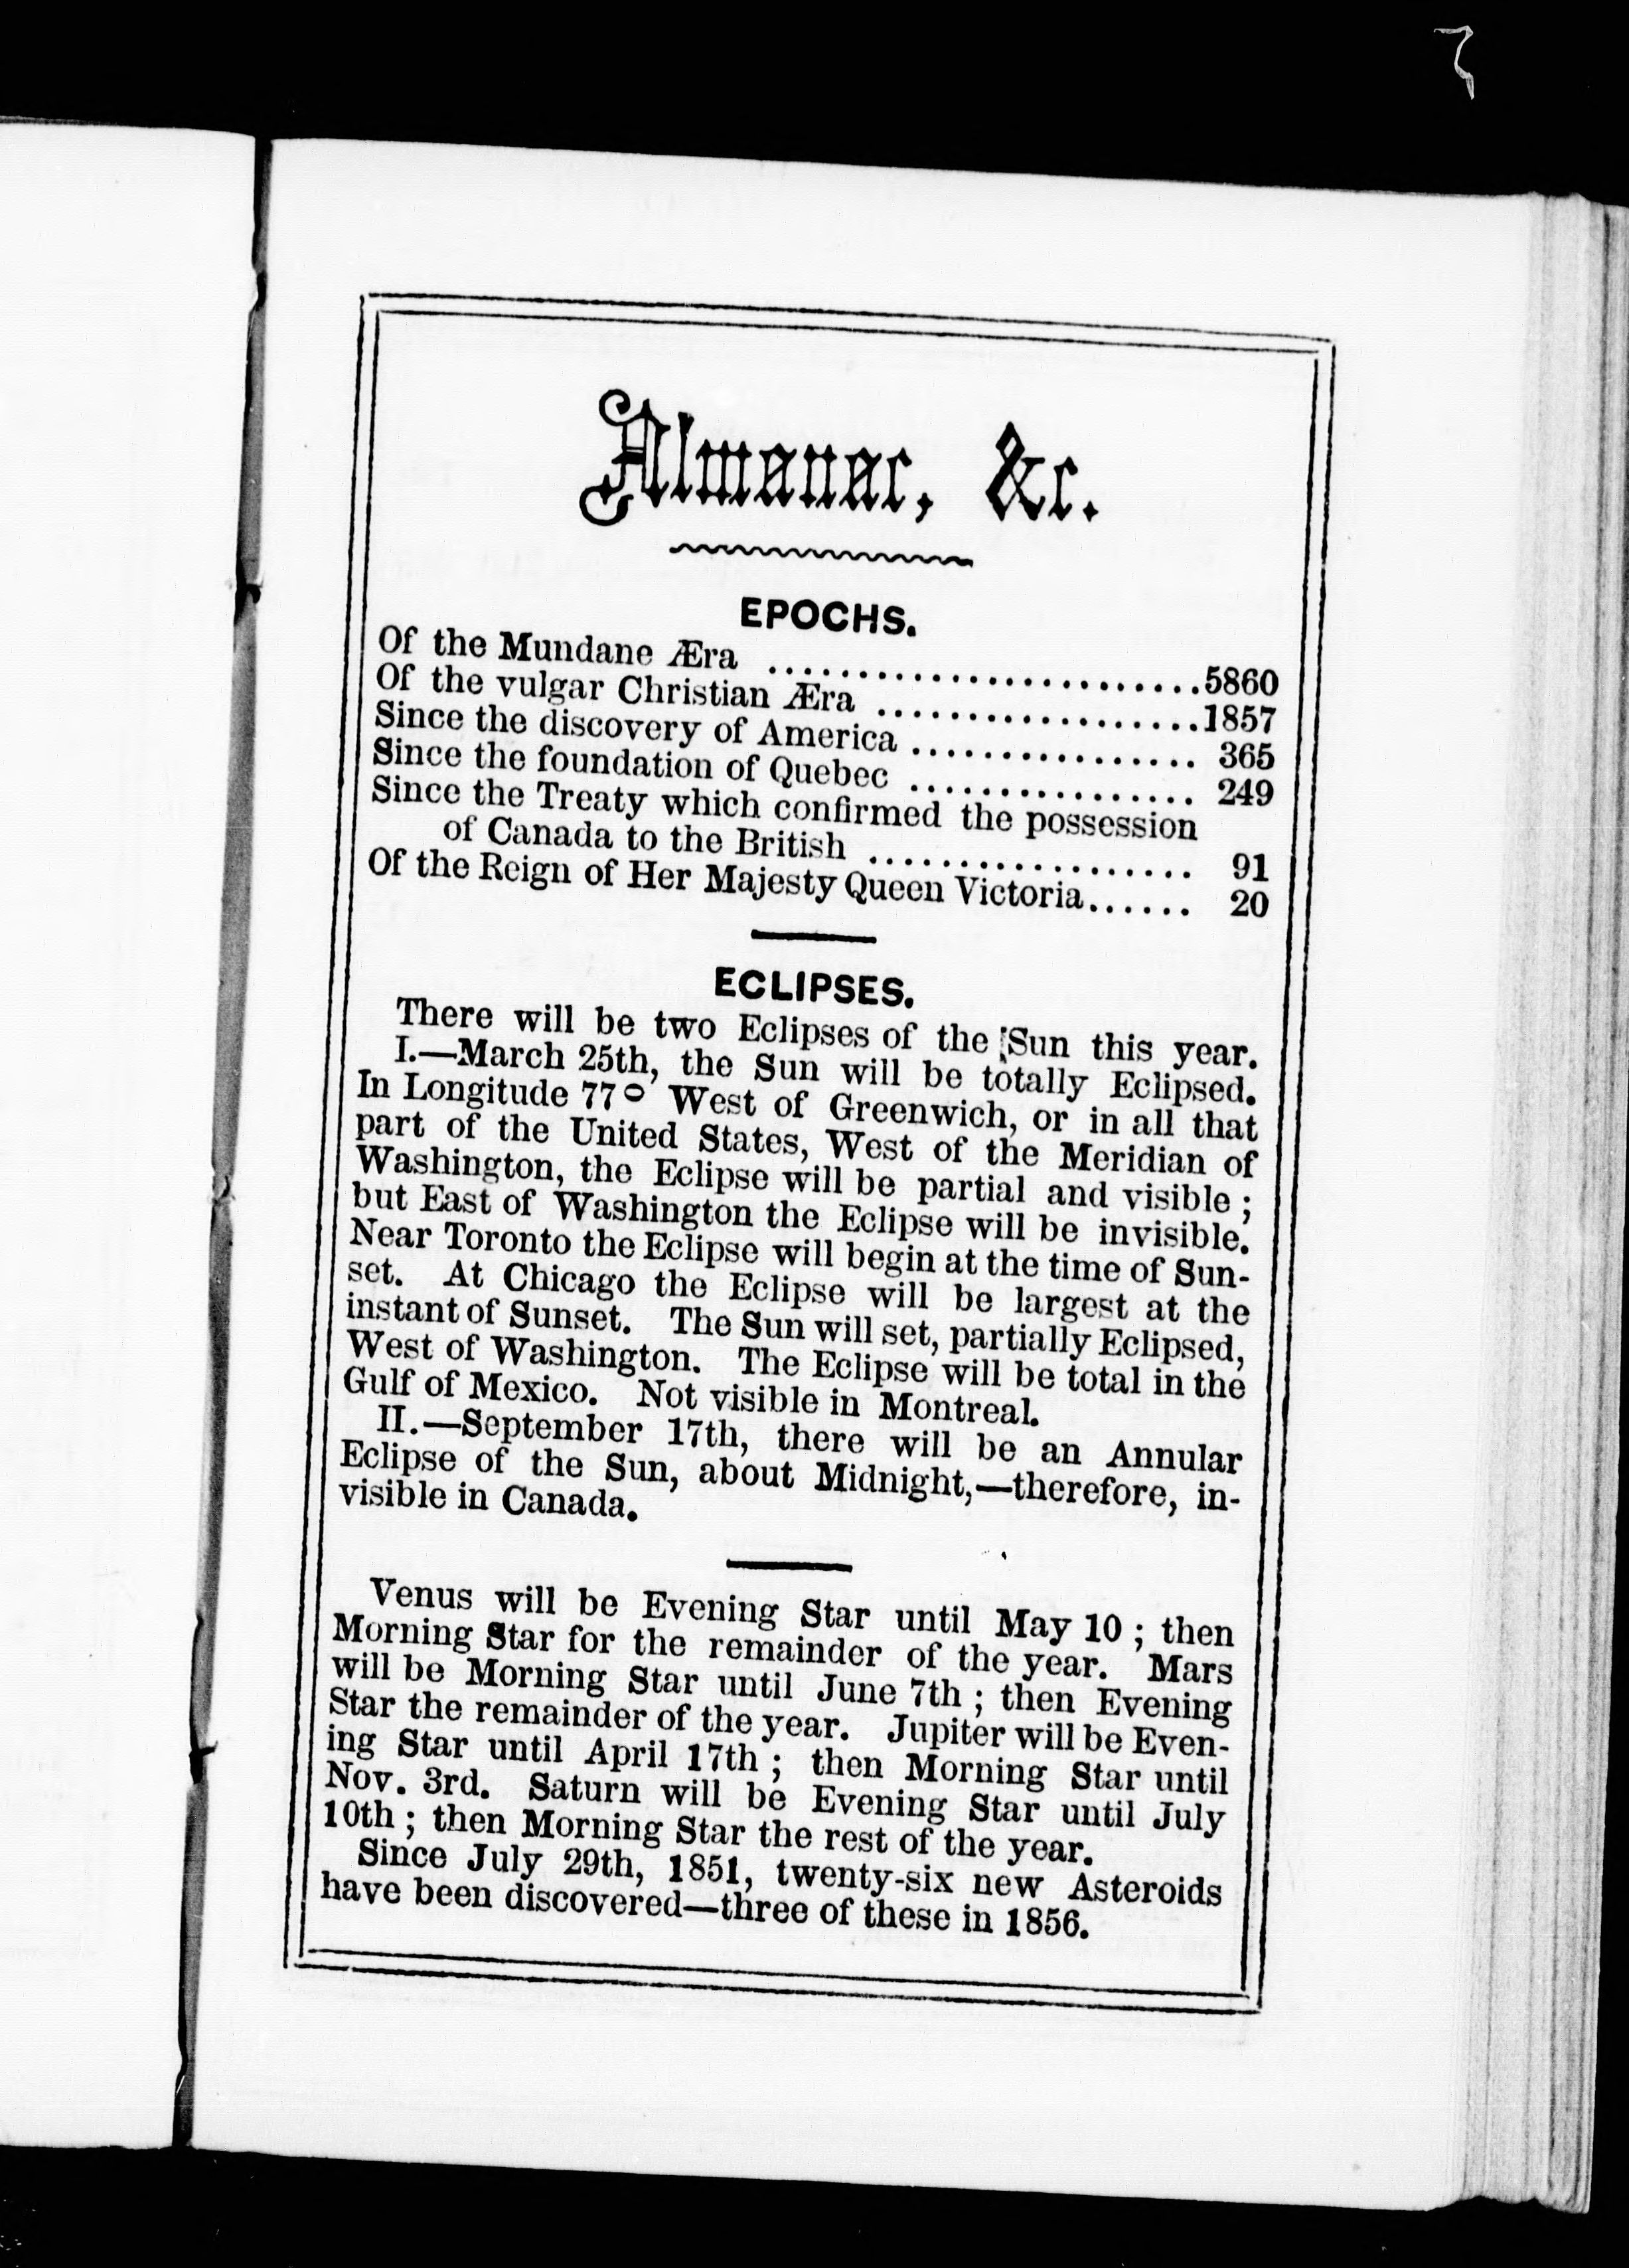 Almanac, &c.
EPOCHS.
Of the Mundane Æra ..........................5860
Of the vulgar Christian Æra ...................1857
Since the discovery of America ................ 365
Since the foundation of Quebec ................. 249
Since the Treaty which confirmed the possession
of Canada to the British ................... 91
Of the Reign of Her Majesty Queen Victoria...... 20
ECLIPSES.
There will be two Eclipses of the Sun this year.
I.—March 25th, the Sun will be totally Eclipsed.
In Longitude 77° West of Greenwich, or in all that
part of the United States, West of the Meridian of
Washington, the Eclipse will be partial and visible ;
but East of Washington the Eclipse will be invisible.
Near Toronto the Eclipse will begin at the time of Sun-
set. At Chicago the Eclipse will be largest at the
instant of Sunset. The Sun will set, partially Eclipsed,
West of Washington. The Eclipse will be total in the
Gulf of Mexico. Not visible in Montreal.
II.—September 17th, there will be an Annular
Eclipse of the Sun, about Midnight,—therefore, in-
visible in Canada.
Venus will be Evening Star until May 10 ; then
Morning Star for the remainder of the year. Mars
will be Morning Star until June 7th ; then Evening
Star the remainder of the year. Jupiter will be Even-
ing Star until April 17th ; then Morning Star until
Nov. 3rd. Saturn will be Evening Star until July
10th ; then Morning Star the rest of the year.
Since July 29th, 1851, twenty-six new Asteroids
have been discovered—three of these in 1856.